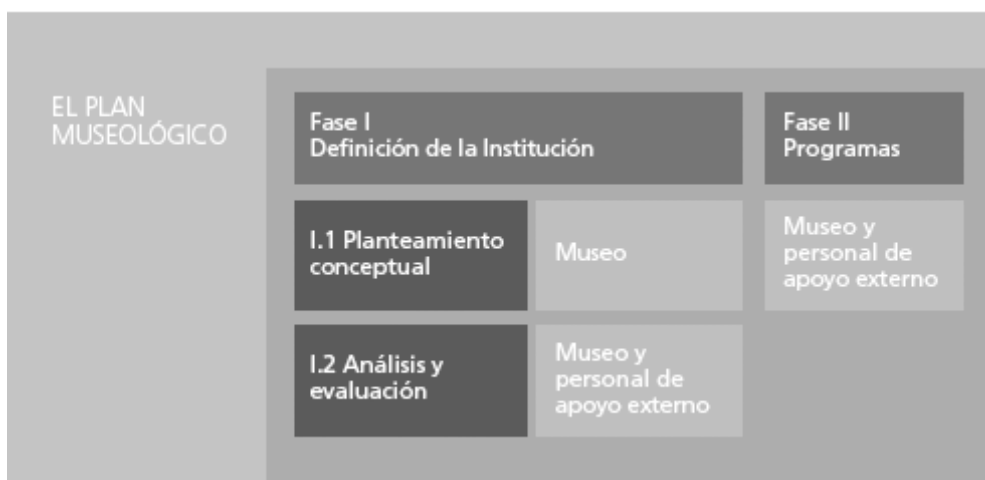 EL PLAN
MUSEOLÓGICO
Fase I
Definición de la Institución
Fase II
Programas
I.1 Planteamiento
conceptual
Museo
Museo y
personal de
apoyo externo
I.2 Análisis y
evaluación
Museo y
personal de
apoyo externo